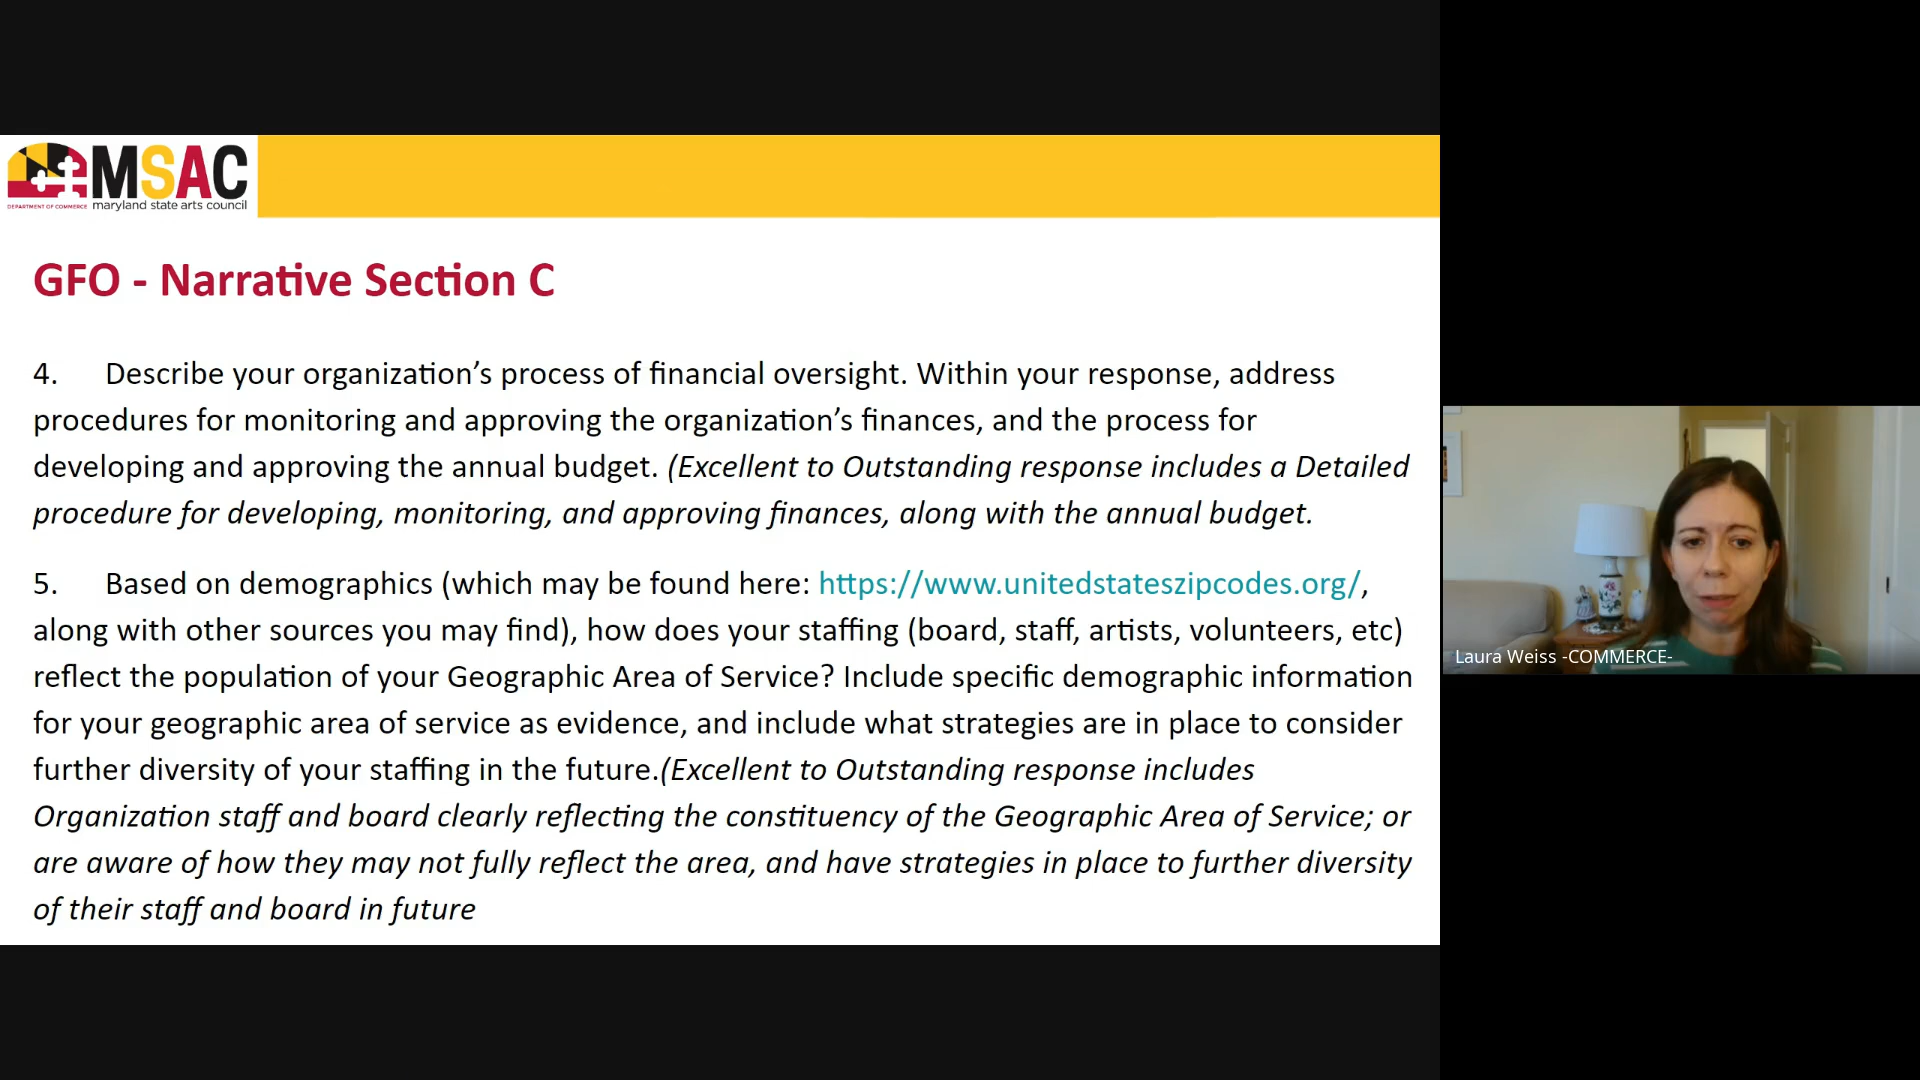 MSAC
DEPARTMENT OF COMMERCE maryland state arts council
GFO - Narrative Section C
4. Describe your organization’s process of financial oversight. Within your response, address
procedures for monitoring and approving the organization’s finances, and the process for
developing and approving the annual budget. (Excellent to Outstanding response includes a Detailed
procedure for developing, monitoring, and approving finances, along with the annual budget.
5. Based on demographics (which may be found here: https://www.unitedstateszipcodes.org/,
along with other sources you may find), how does your staffing (board, staff, artists, volunteers, etc)
reflect the population of your Geographic Area of Service? Include specific demographic information
for your geographic area of service as evidence, and include what strategies are in place to consider
further diversity of your staffing in the future.(Excellent to Outstanding response includes
Organization staff and board clearly reflecting the constituency of the Geographic Area of Service; or
are aware of how they may not fully reflect the area, and have strategies in place to further diversity
of their staff and board in future
Laura Weiss -COMMERCE-